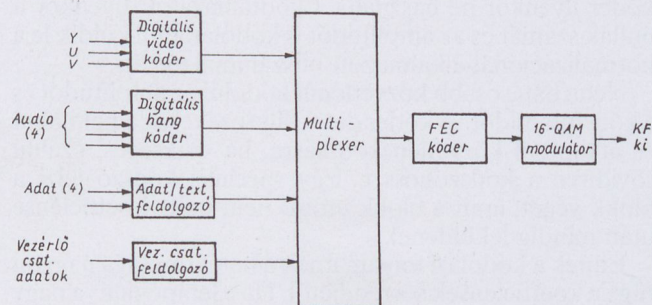 Y
U
V
Digitális
video
kóder
Audio
(4)
Digitális
hang
kóder
Adat (4)
Adat/text
feldolgozó
Vezérlő
csat.
adatok
Vez. csat.
feldolgozó
Multi-
plexer
FEC
kóder
16-QAM
modulátor
KF
ki